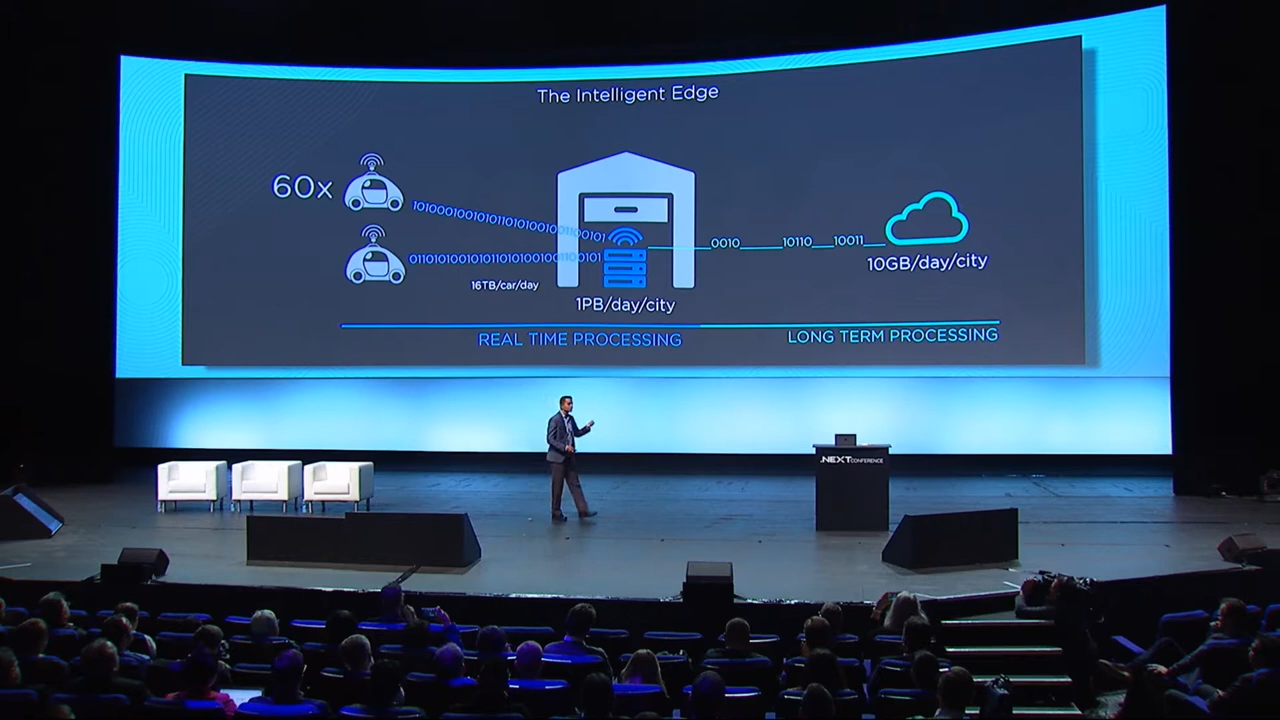 The Intelligent Edge
60x
1010001001010110101001001100101
0110101001010110101001001100101
0010
10110
10011
16TB/car/day
1PB/day/city
10GB/day/city
REAL TIME PROCESSING
LONG TERM PROCESSING
.NEXT CONFERENCE